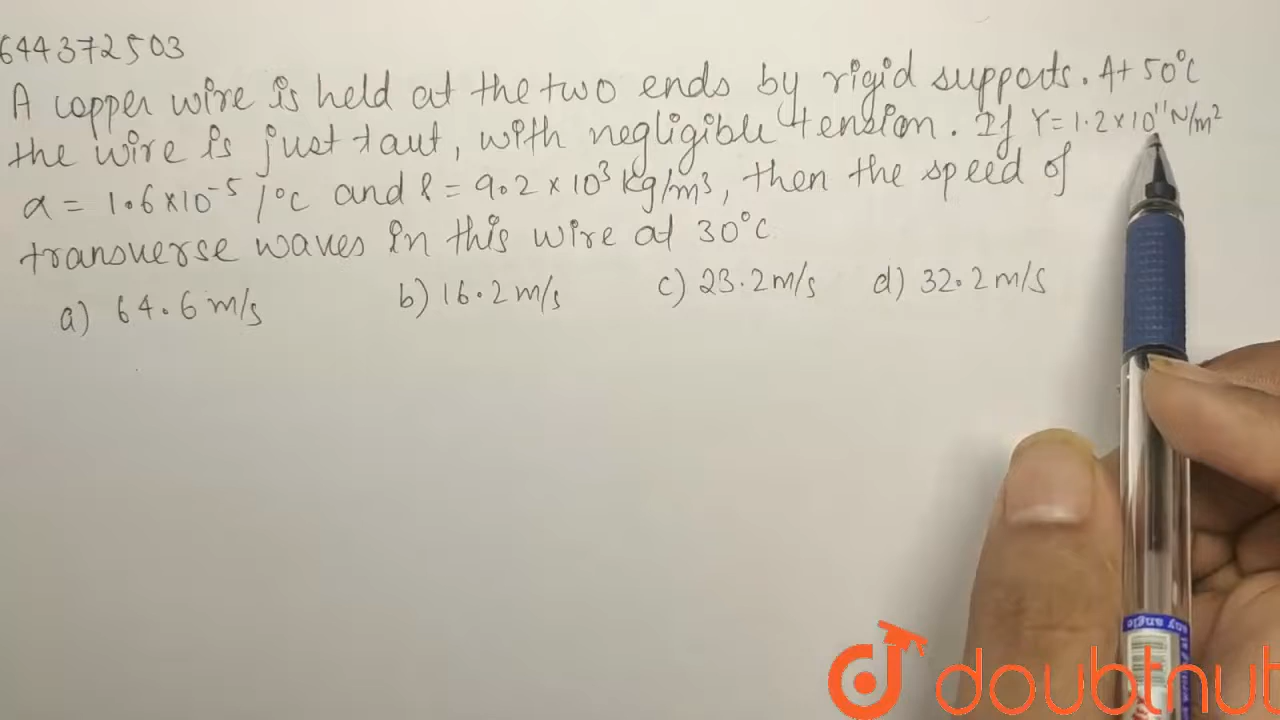 644372503
A copper wire is held at the two ends by rigid supports. At 50°C
the wire is just taut, with negligible tension. If Y = 1.2 × 10¹¹ N/m²
α = 1.6 × 10⁻⁵ /°C and ρ = 9.2 × 10³ kg/m³, then the speed of
transverse waves in this wire at 30°C
a) 64.6 m/s b) 16.2 m/s c) 23.2 m/s d) 32.2 m/s
any angle
doubtnut